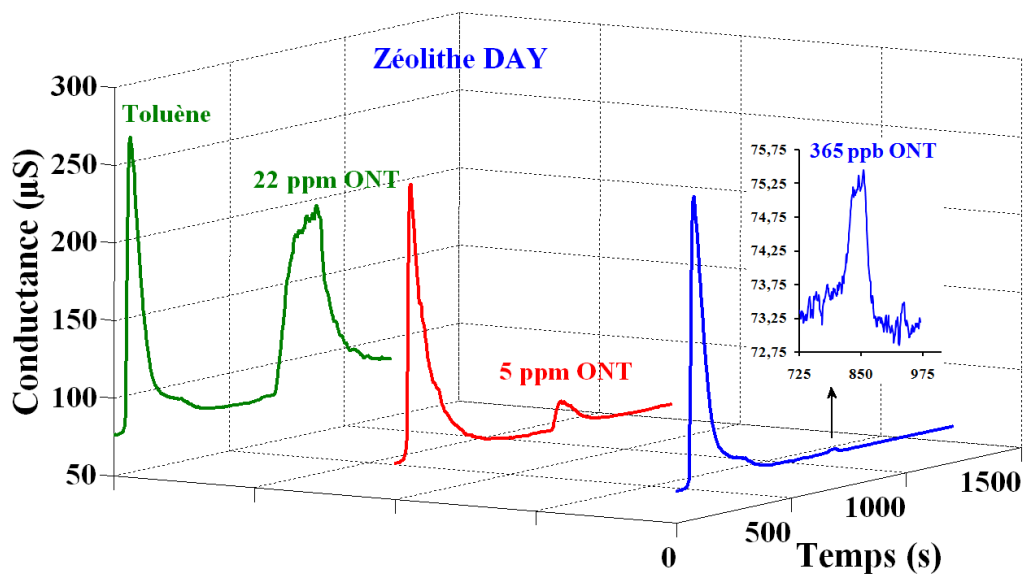 Zéolithe DAY
300
250
200
150
100
50
Conductance (µS)
Toluène
22 ppm ONT
5 ppm ONT
365 ppb ONT
75,75
75,25
74,75
74,25
73,75
73,25
72,75
725 850 975
0
500
1000
1500
Temps (s)